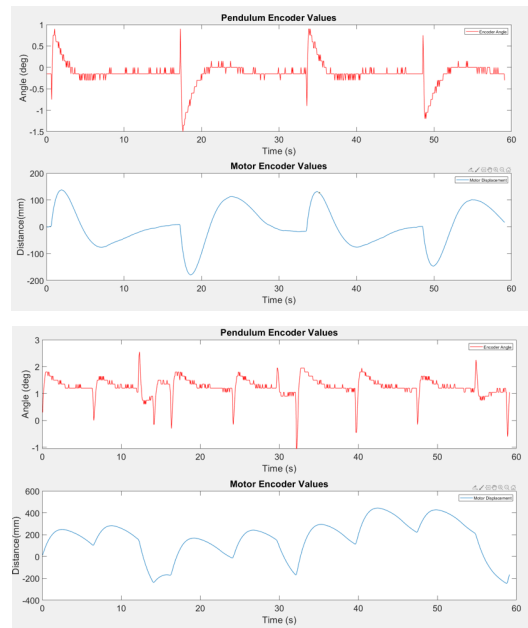 Pendulum Encoder Values
Encoder Angle
Angle (deg)
1
0.5
0
-0.5
-1
-1.5
0 10 20 30 40 50 60
Time (s)
Motor Encoder Values
Motor Displacement
Distance(mm)
200
100
0
-100
-200
0 10 20 30 40 50 60
Time (s)
Pendulum Encoder Values
Encoder Angle
Angle (deg)
3
2
1
0
-1
0 10 20 30 40 50 60
Time (s)
Motor Encoder Values
Motor Displacement
Distance(mm)
600
400
200
0
-200
-400
0 10 20 30 40 50 60
Time (s)